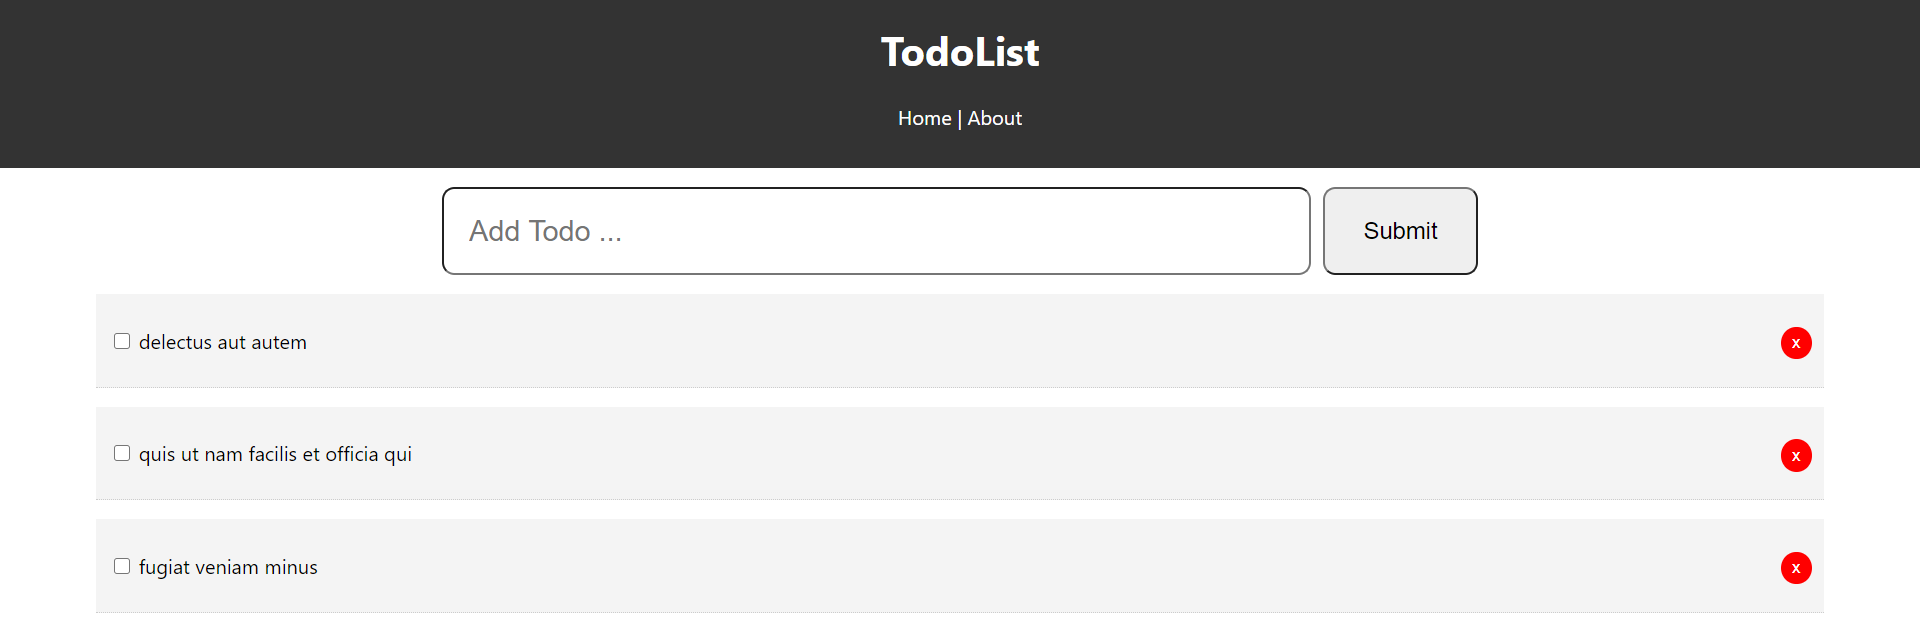 TodoList
Home | About
Add Todo ...
Submit
delectus aut autem
x
quis ut nam facilis et officia qui
x
fugiat veniam minus
x